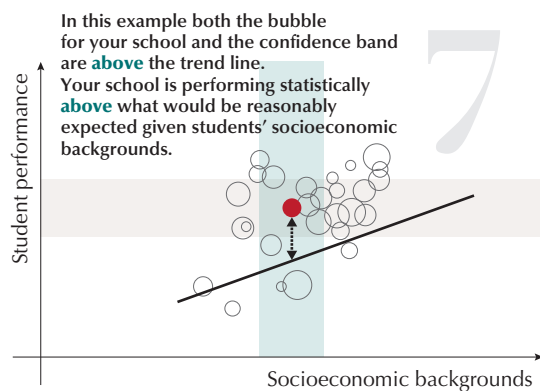 In this example both the bubble
for your school and the confidence band
are above the trend line.
Your school is performing statistically
above what would be reasonably
expected given students’ socioeconomic
backgrounds.
7
Student performance
Socioeconomic backgrounds